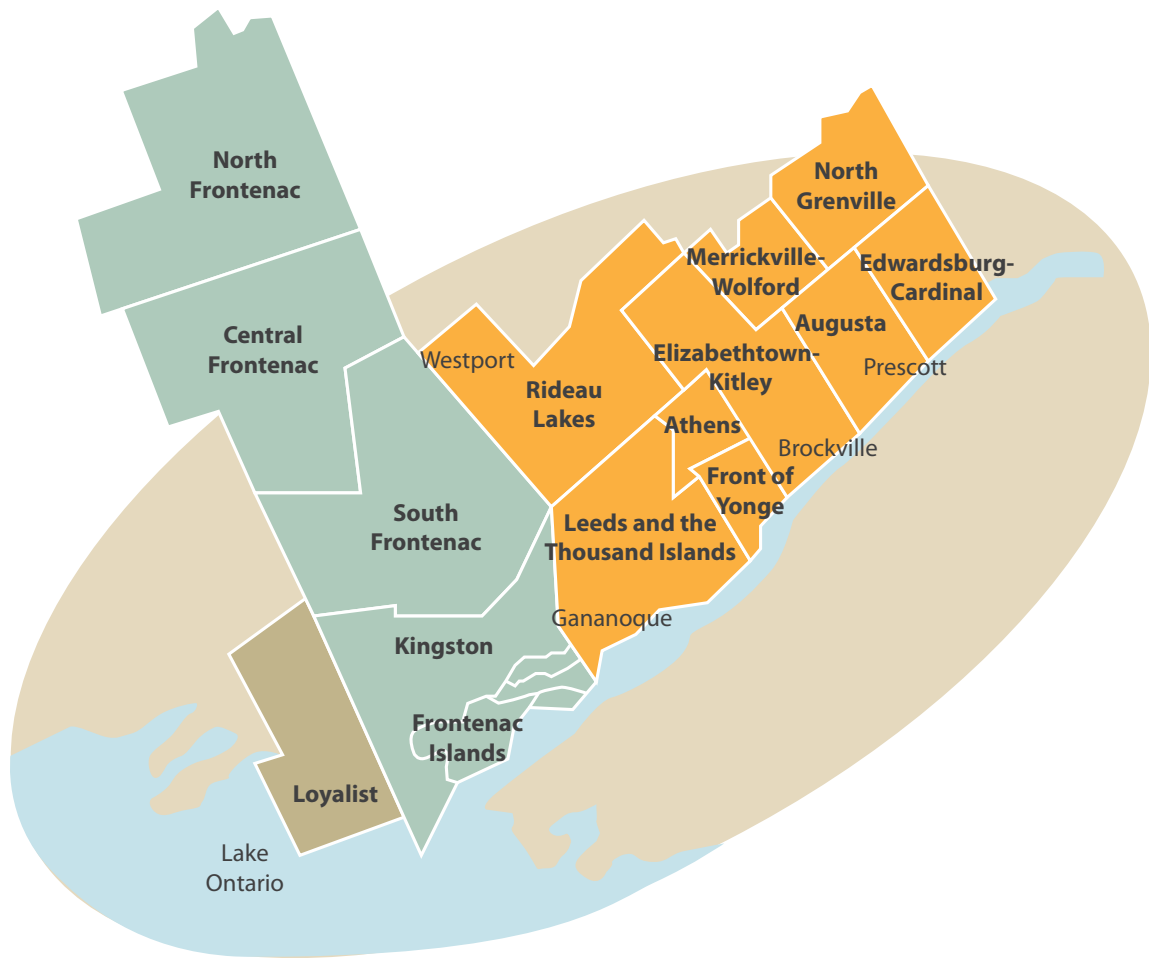 North
Frontenac
North
Grenville
Merrickville-
Wolford
Edwardsburg-
Cardinal
Central
Frontenac
Augusta
Westport
Elizabethtown-
Kitley
Prescott
Rideau
Lakes
Athens
Brockville
Front of
Yonge
South
Frontenac
Leeds and the
Thousand Islands
Gananoque
Kingston
Frontenac
Islands
Loyalist
Lake
Ontario